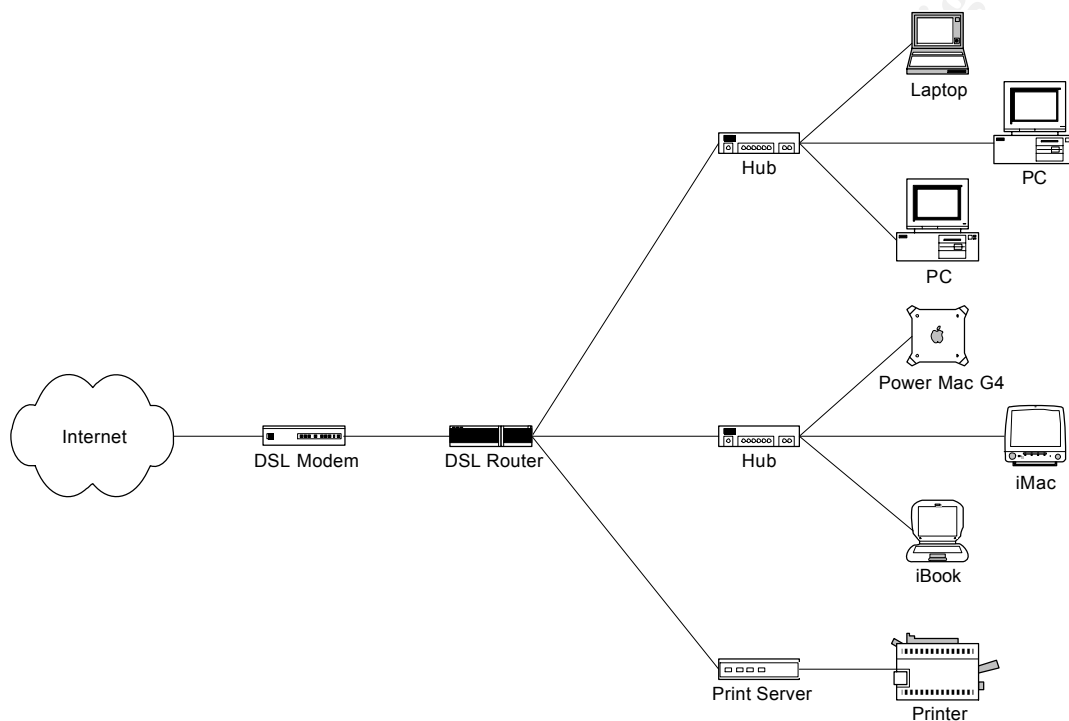 Laptop
Hub
PC
PC
Power Mac G4
Internet
DSL Modem
DSL Router
Hub
iMac
iBook
Print Server
Printer